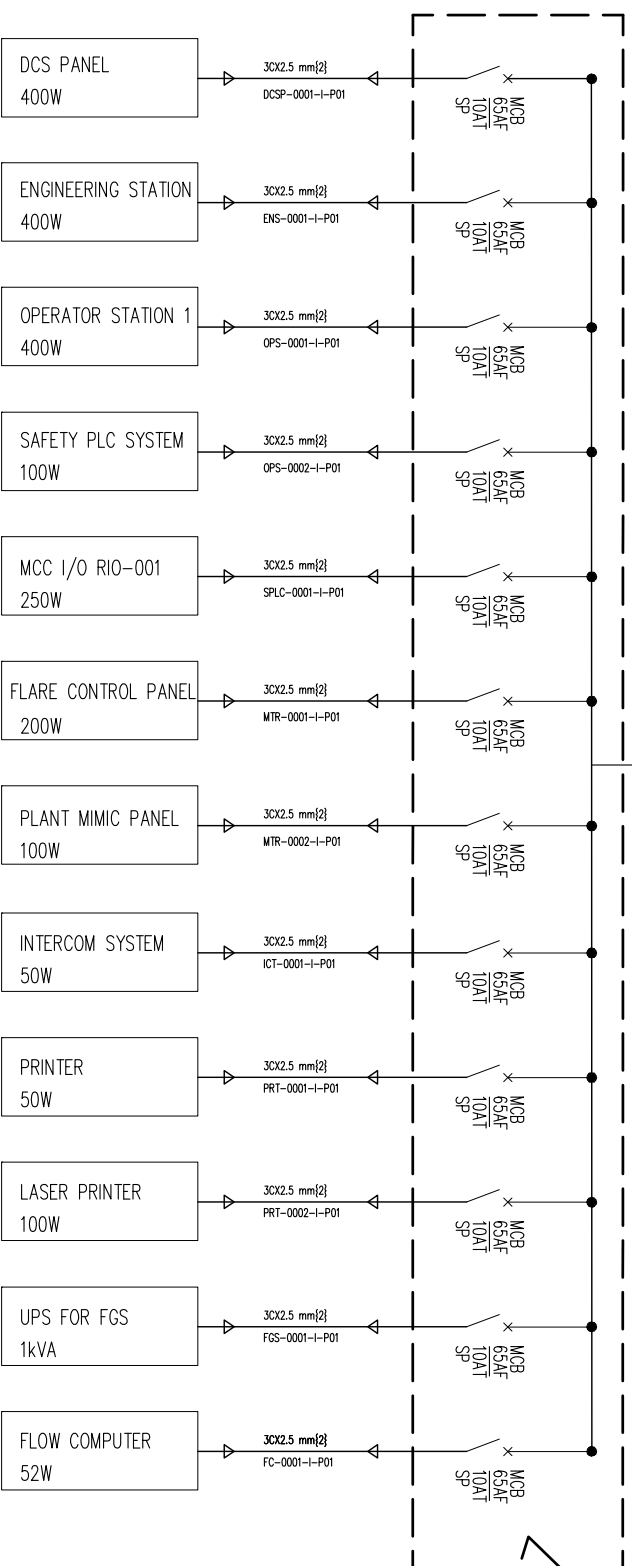 DCS PANEL
400W
3CX2.5 mm{2}
DCSP-0001-I-P01
MCB
65AF
10AT
SP
ENGINEERING STATION
400W
3CX2.5 mm{2}
ENS-0001-I-P01
MCB
65AF
10AT
SP
OPERATOR STATION 1
400W
3CX2.5 mm{2}
OPS-0001-I-P01
MCB
65AF
10AT
SP
SAFETY PLC SYSTEM
100W
3CX2.5 mm{2}
OPS-0002-I-P01
MCB
65AF
10AT
SP
MCC I/O RIO-001
250W
3CX2.5 mm{2}
SPLC-0001-I-P01
MCB
65AF
10AT
SP
FLARE CONTROL PANEL
200W
3CX2.5 mm{2}
MTR-0001-I-P01
MCB
65AF
10AT
SP
PLANT MIMIC PANEL
100W
3CX2.5 mm{2}
MTR-0002-I-P01
MCB
65AF
10AT
SP
INTERCOM SYSTEM
50W
3CX2.5 mm{2}
ICT-0001-I-P01
MCB
65AF
10AT
SP
PRINTER
50W
3CX2.5 mm{2}
PRT-0001-I-P01
MCB
65AF
10AT
SP
LASER PRINTER
100W
3CX2.5 mm{2}
PRT-0002-I-P01
MCB
65AF
10AT
SP
UPS FOR FGS
1kVA
3CX2.5 mm{2}
FGS-0001-I-P01
MCB
65AF
10AT
SP
FLOW COMPUTER
52W
3CX2.5 mm{2}
FC-0001-I-P01
MCB
65AF
10AT
SP